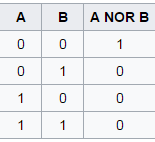 A B A NOR B
0 0 1
0 1 0
1 0 0
1 1 0